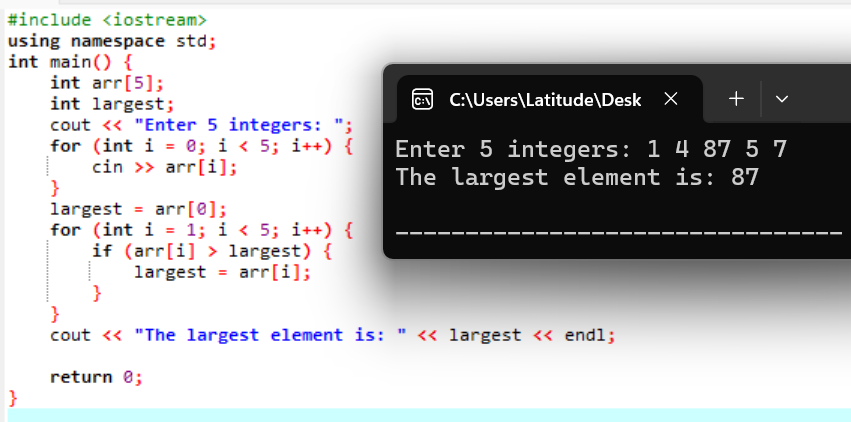 #include <iostream>
using namespace std;
int main() {
    int arr[5];
    int largest;
    cout << "Enter 5 integers: ";
    for (int i = 0; i < 5; i++) {
        cin >> arr[i];
    }
    largest = arr[0];
    for (int i = 1; i < 5; i++) {
        if (arr[i] > largest) {
            largest = arr[i];
        }
    }
    cout << "The largest element is: " << largest << endl;
    return 0;
}
C:\Users\Latitude\Desk
Enter 5 integers: 1 4 87 5 7
The largest element is: 87
--------------------------------